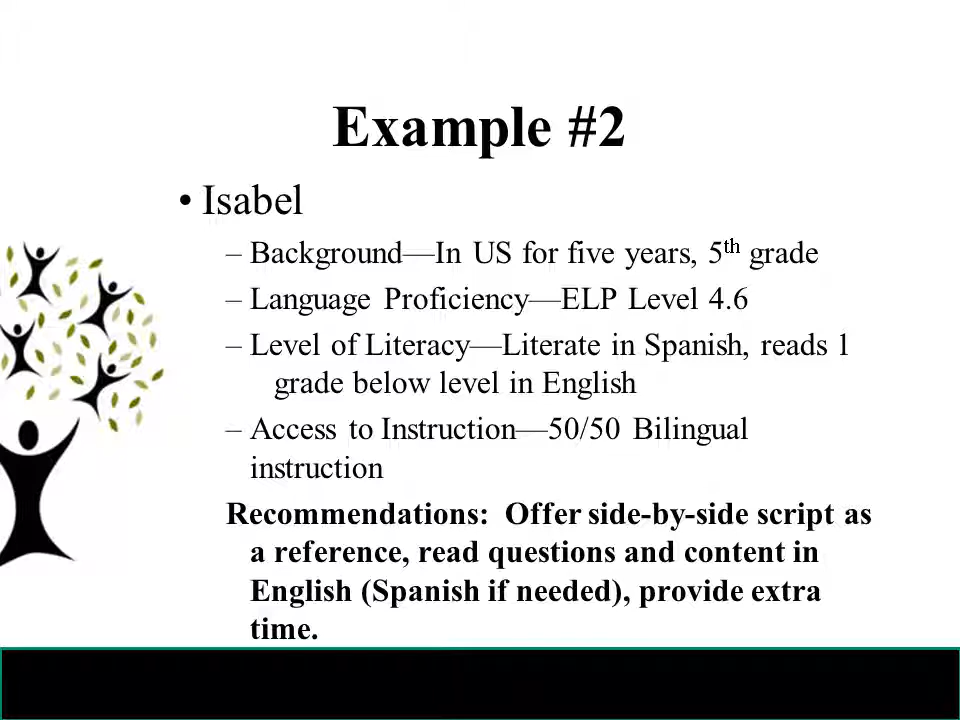 Example #2
• Isabel
– Background—In US for five years, 5th grade
– Language Proficiency—ELP Level 4.6
– Level of Literacy—Literate in Spanish, reads 1
grade below level in English
– Access to Instruction—50/50 Bilingual
instruction
Recommendations: Offer side-by-side script as
a reference, read questions and content in
English (Spanish if needed), provide extra
time.